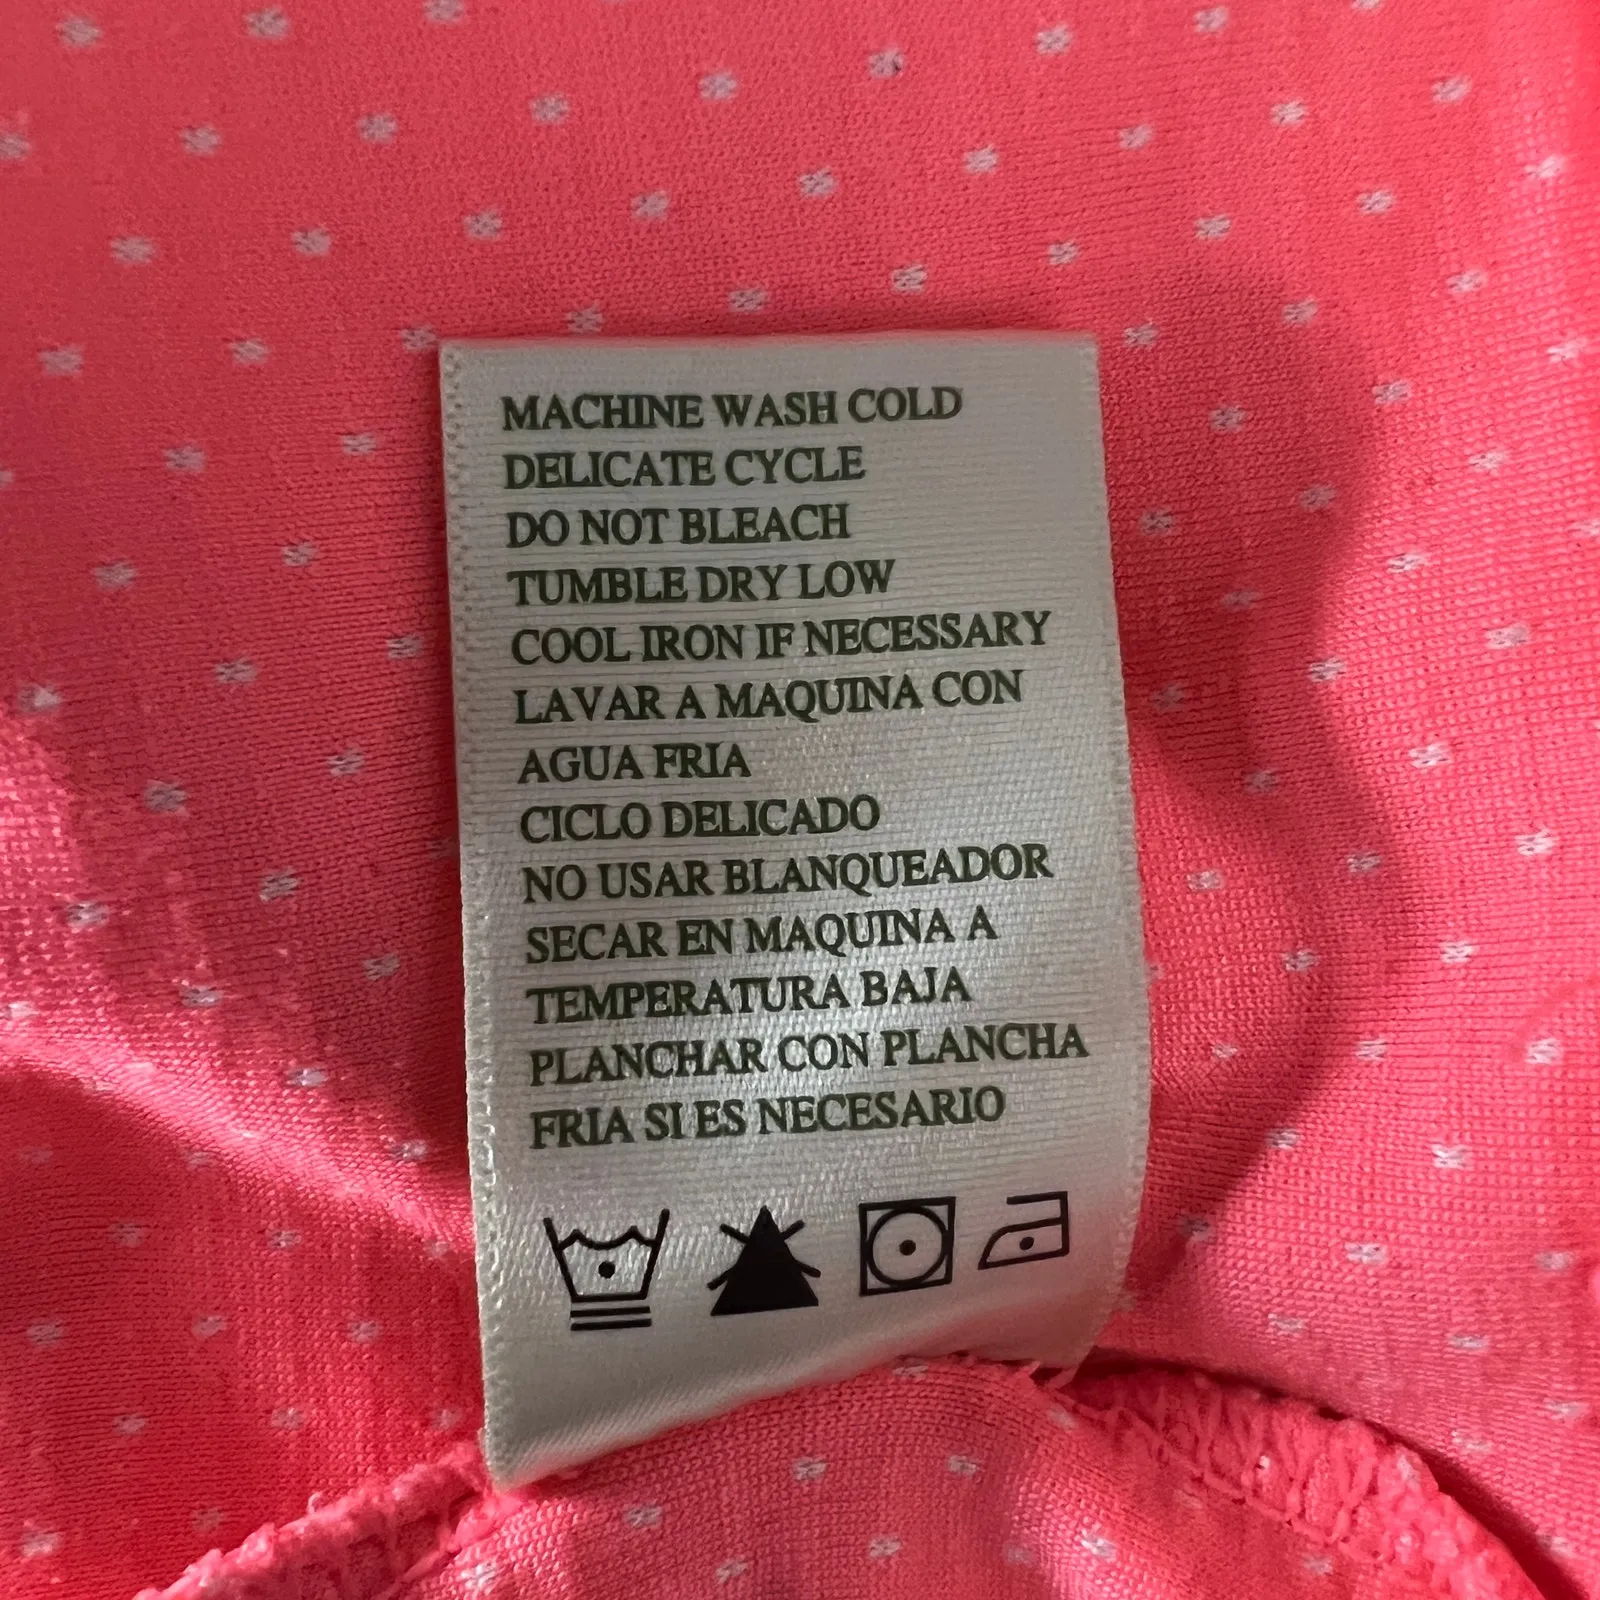 MACHINE WASH COLD
DELICATE CYCLE
DO NOT BLEACH
TUMBLE DRY LOW
COOL IRON IF NECESSARY
LAVAR A MAQUINA CON
AGUA FRIA
CICLO DELICADO
NO USAR BLANQUEADOR
SECAR EN MAQUINA A
TEMPERATURA BAJA
PLANCHAR CON PLANCHA
FRIA SI ES NECESARIO